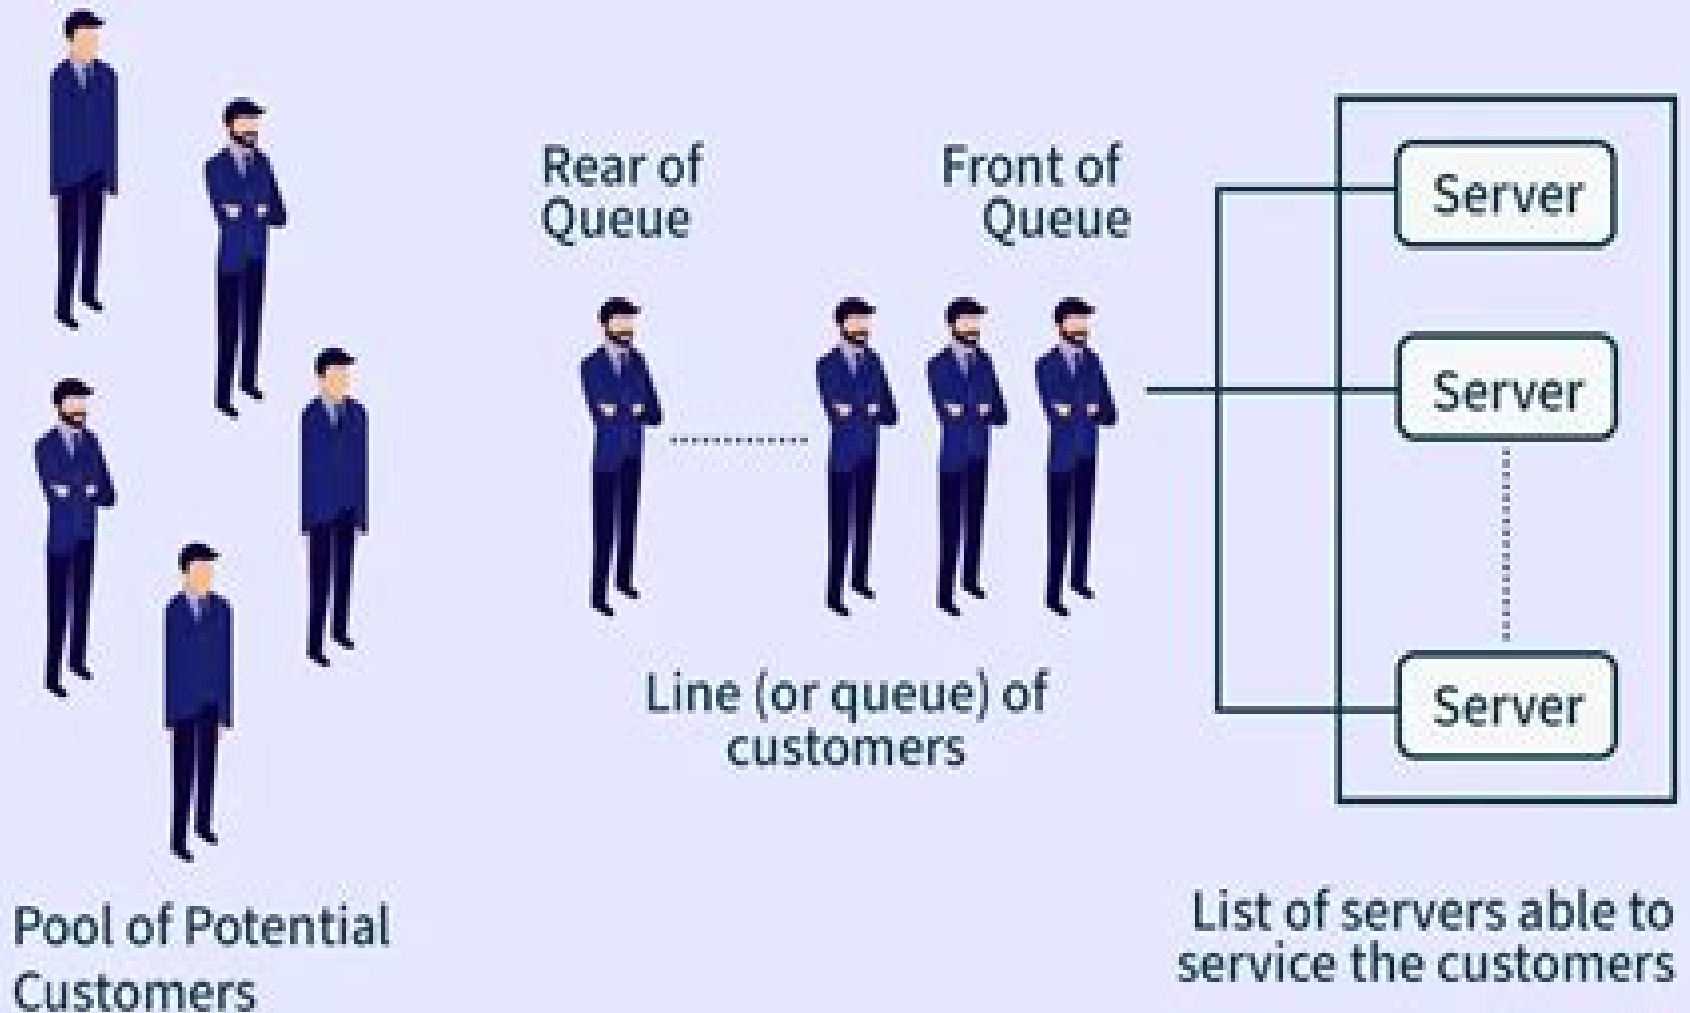 Rear of
Queue
Front of
Queue
Server
Server
Server
Line (or queue) of
customers
Pool of Potential
Customers
List of servers able to
service the customers